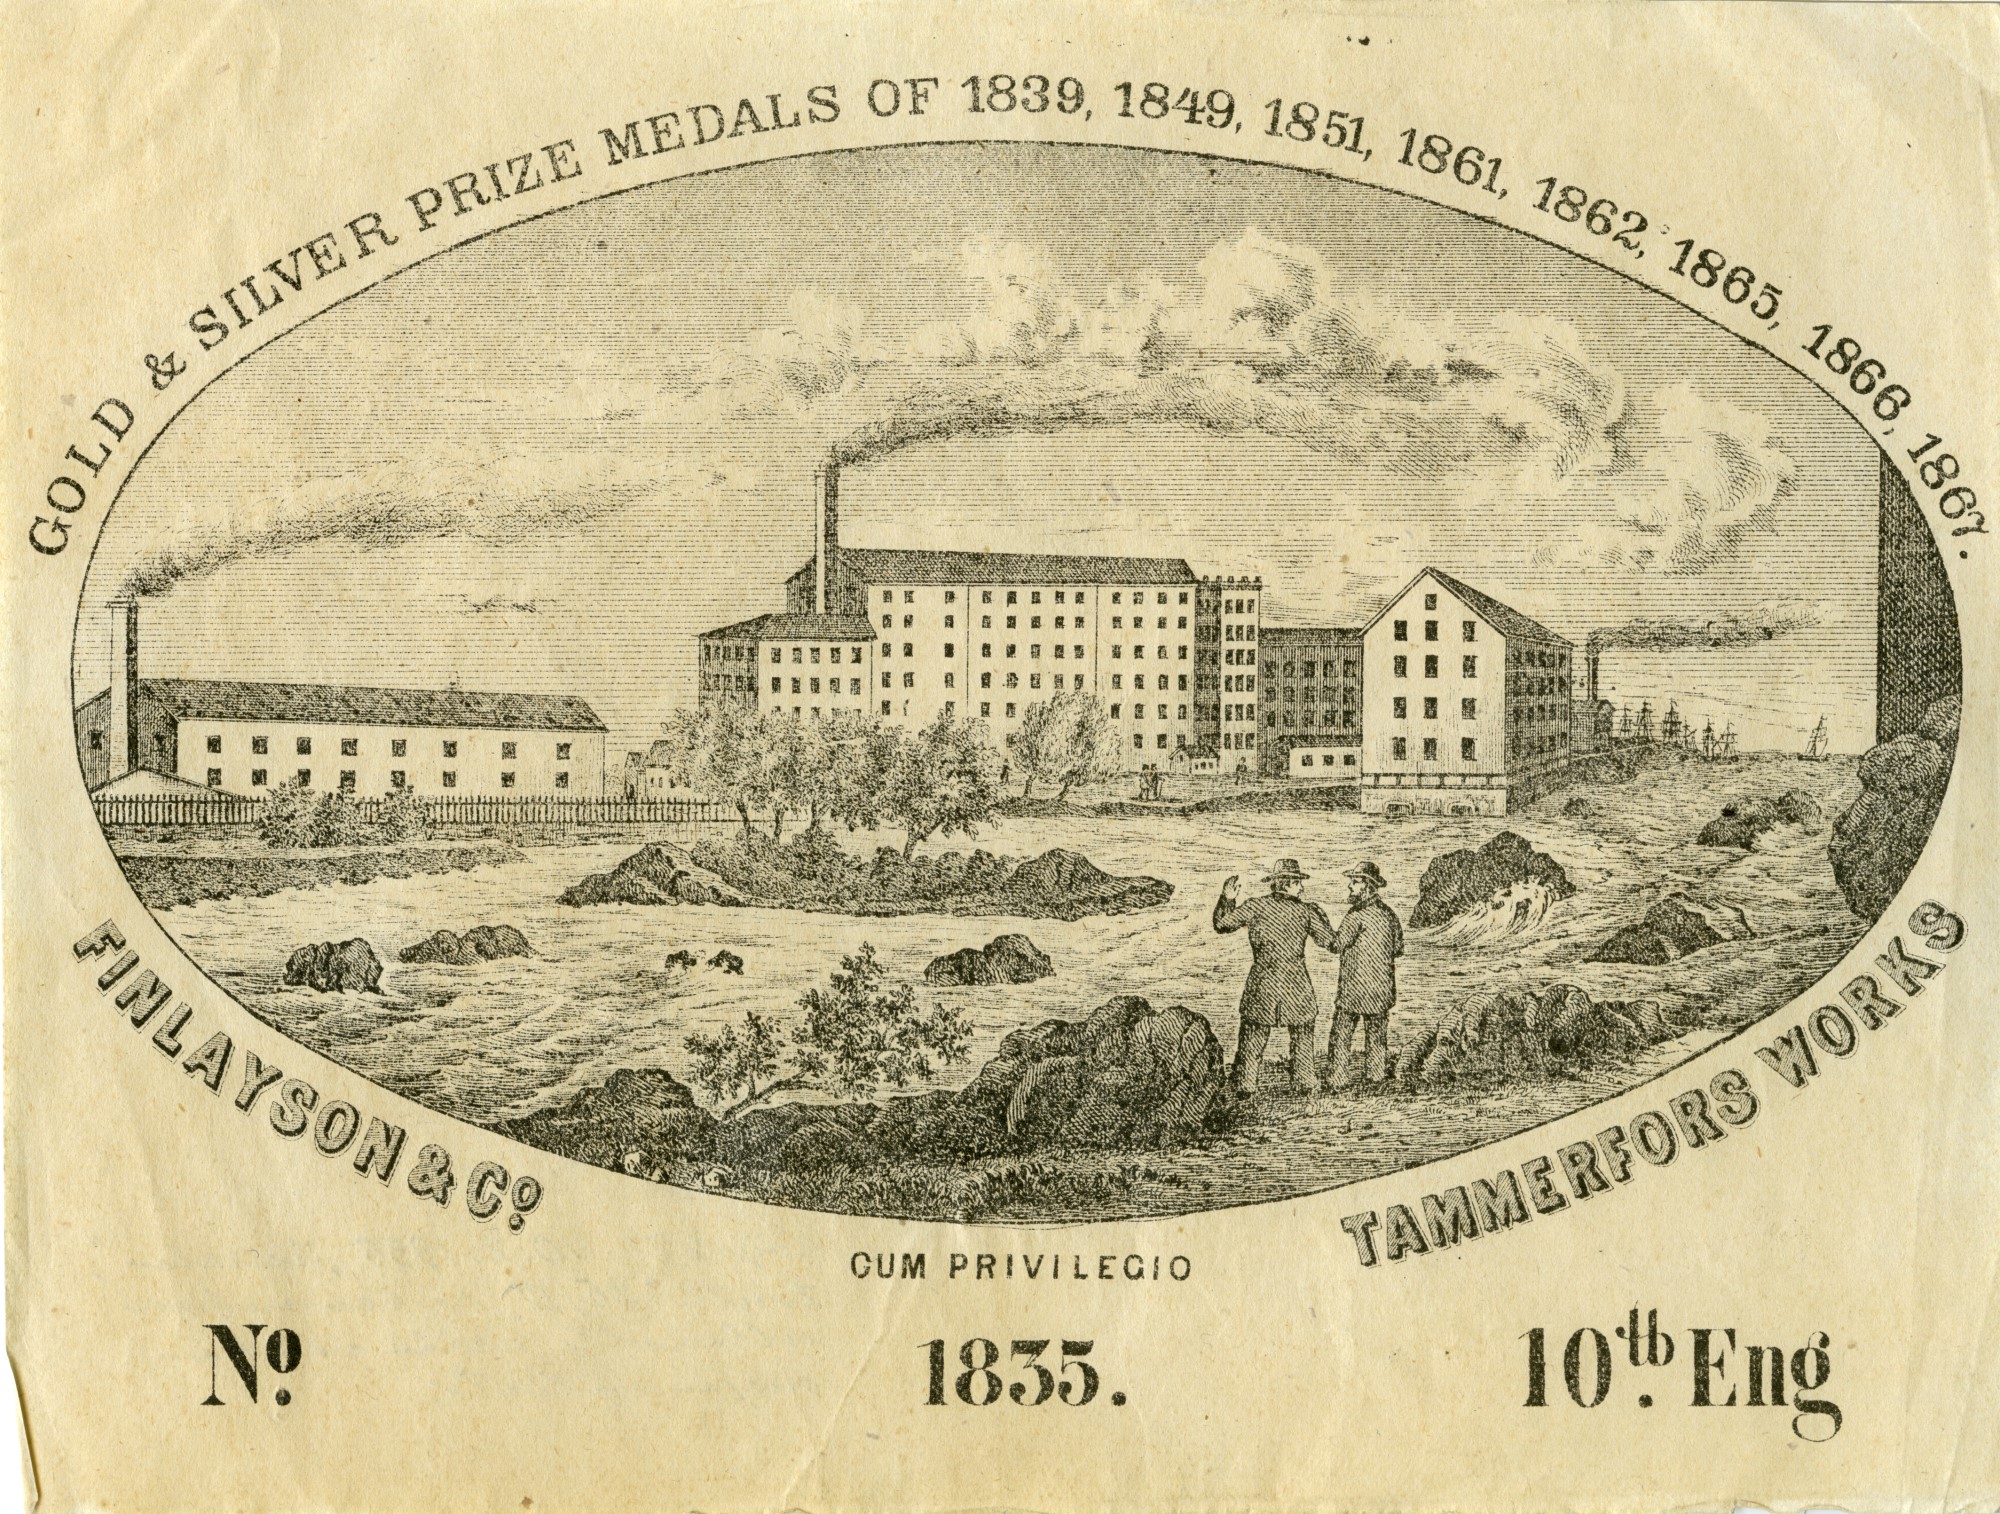 GOLD & SILVER PRIZE MEDALS OF 1839, 1849, 1851, 1861, 1862, 1865, 1866, 1867.
FINLAYSON & Co.
TAMMERFORS WORKS
CUM PRIVILEGIO
No.
1835.
10th. Eng